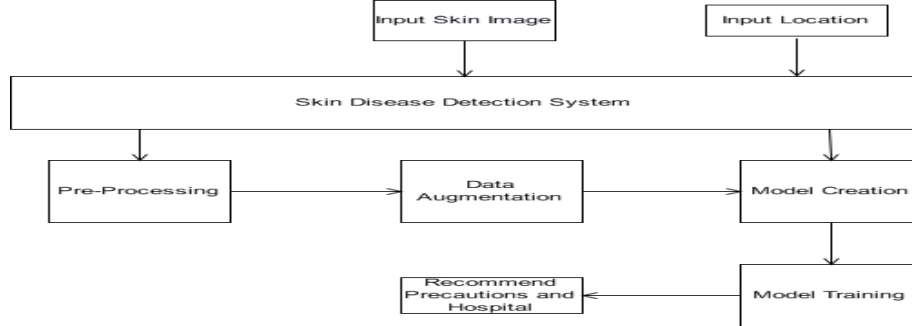 Input Skin Image
Input Location
Skin Disease Detection System
Pre-Processing
Data
Augmentation
Model Creation
Recommend
Precautions and
Hospital
Model Training